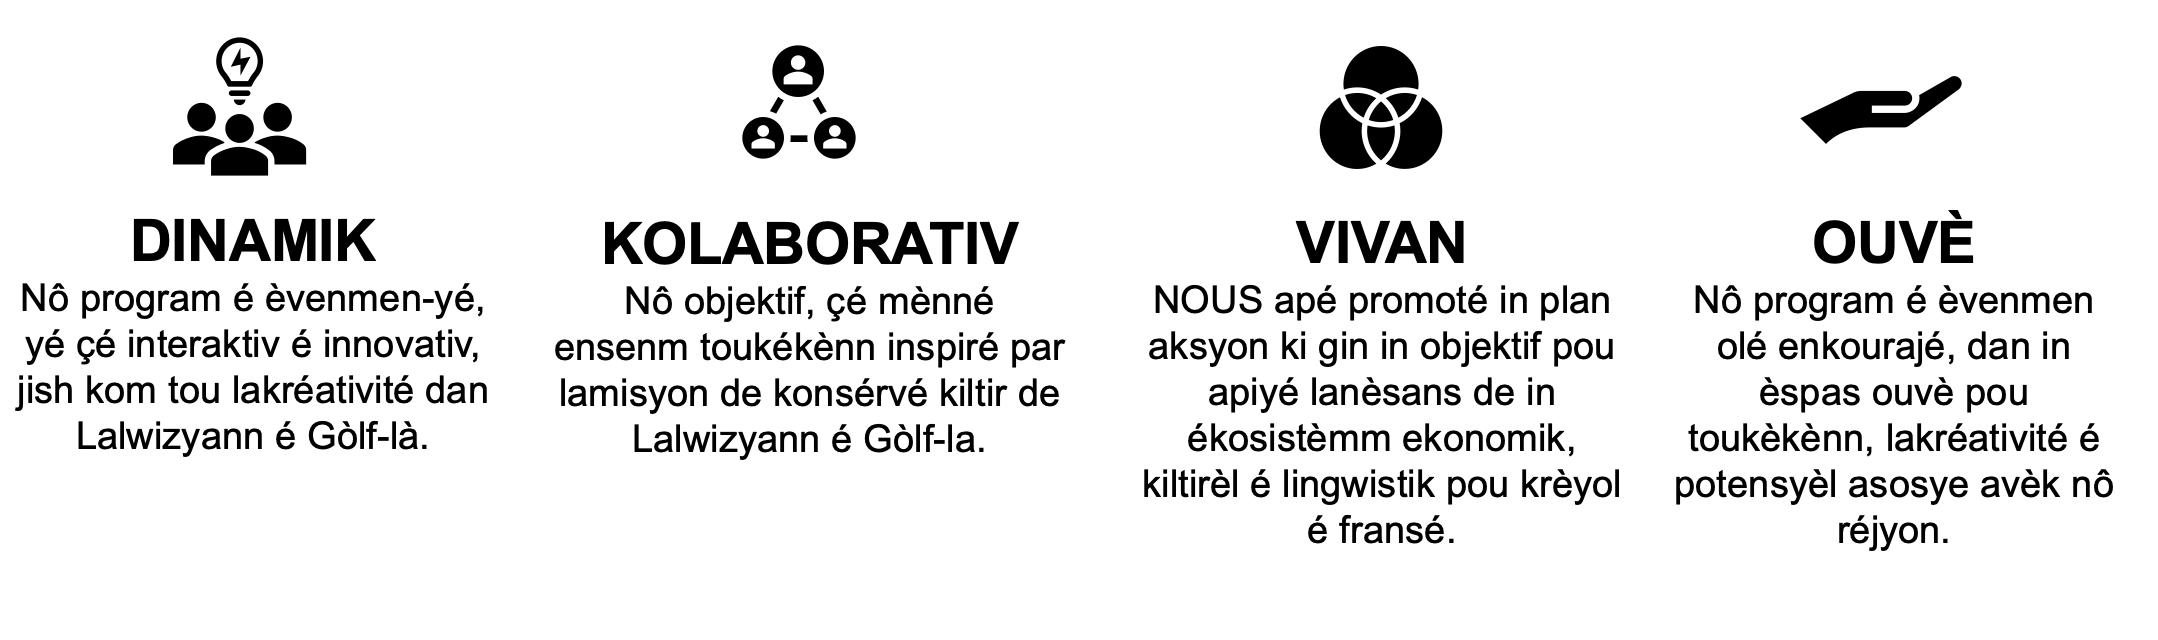 DINAMIK
Nô program é èvenmen-yé,
yé çé interaktiv é innovativ,
jish kom tou lakréativité dan
Lalwizyann é Gòlf-là.
KOLABORATIV
Nô objektif, çé mènné
ensenm toukékènn inspiré par
lamisyon de konsérvé kiltir de
Lalwizyann é Gòlf-la.
VIVAN
NOUS apé promoté in plan
aksyon ki gin in objektif pou
apiyé lanèsans de in
ékosistèmm ekonomik,
kiltirèl é lingwistik pou krèyol
é fransé.
OUVÈ
Nô program é èvenmen
olé enkourajé, dan in
èspas ouvè pou
toukèkènn, lakréativité é
potensyèl asosye avèk nô
réjyon.